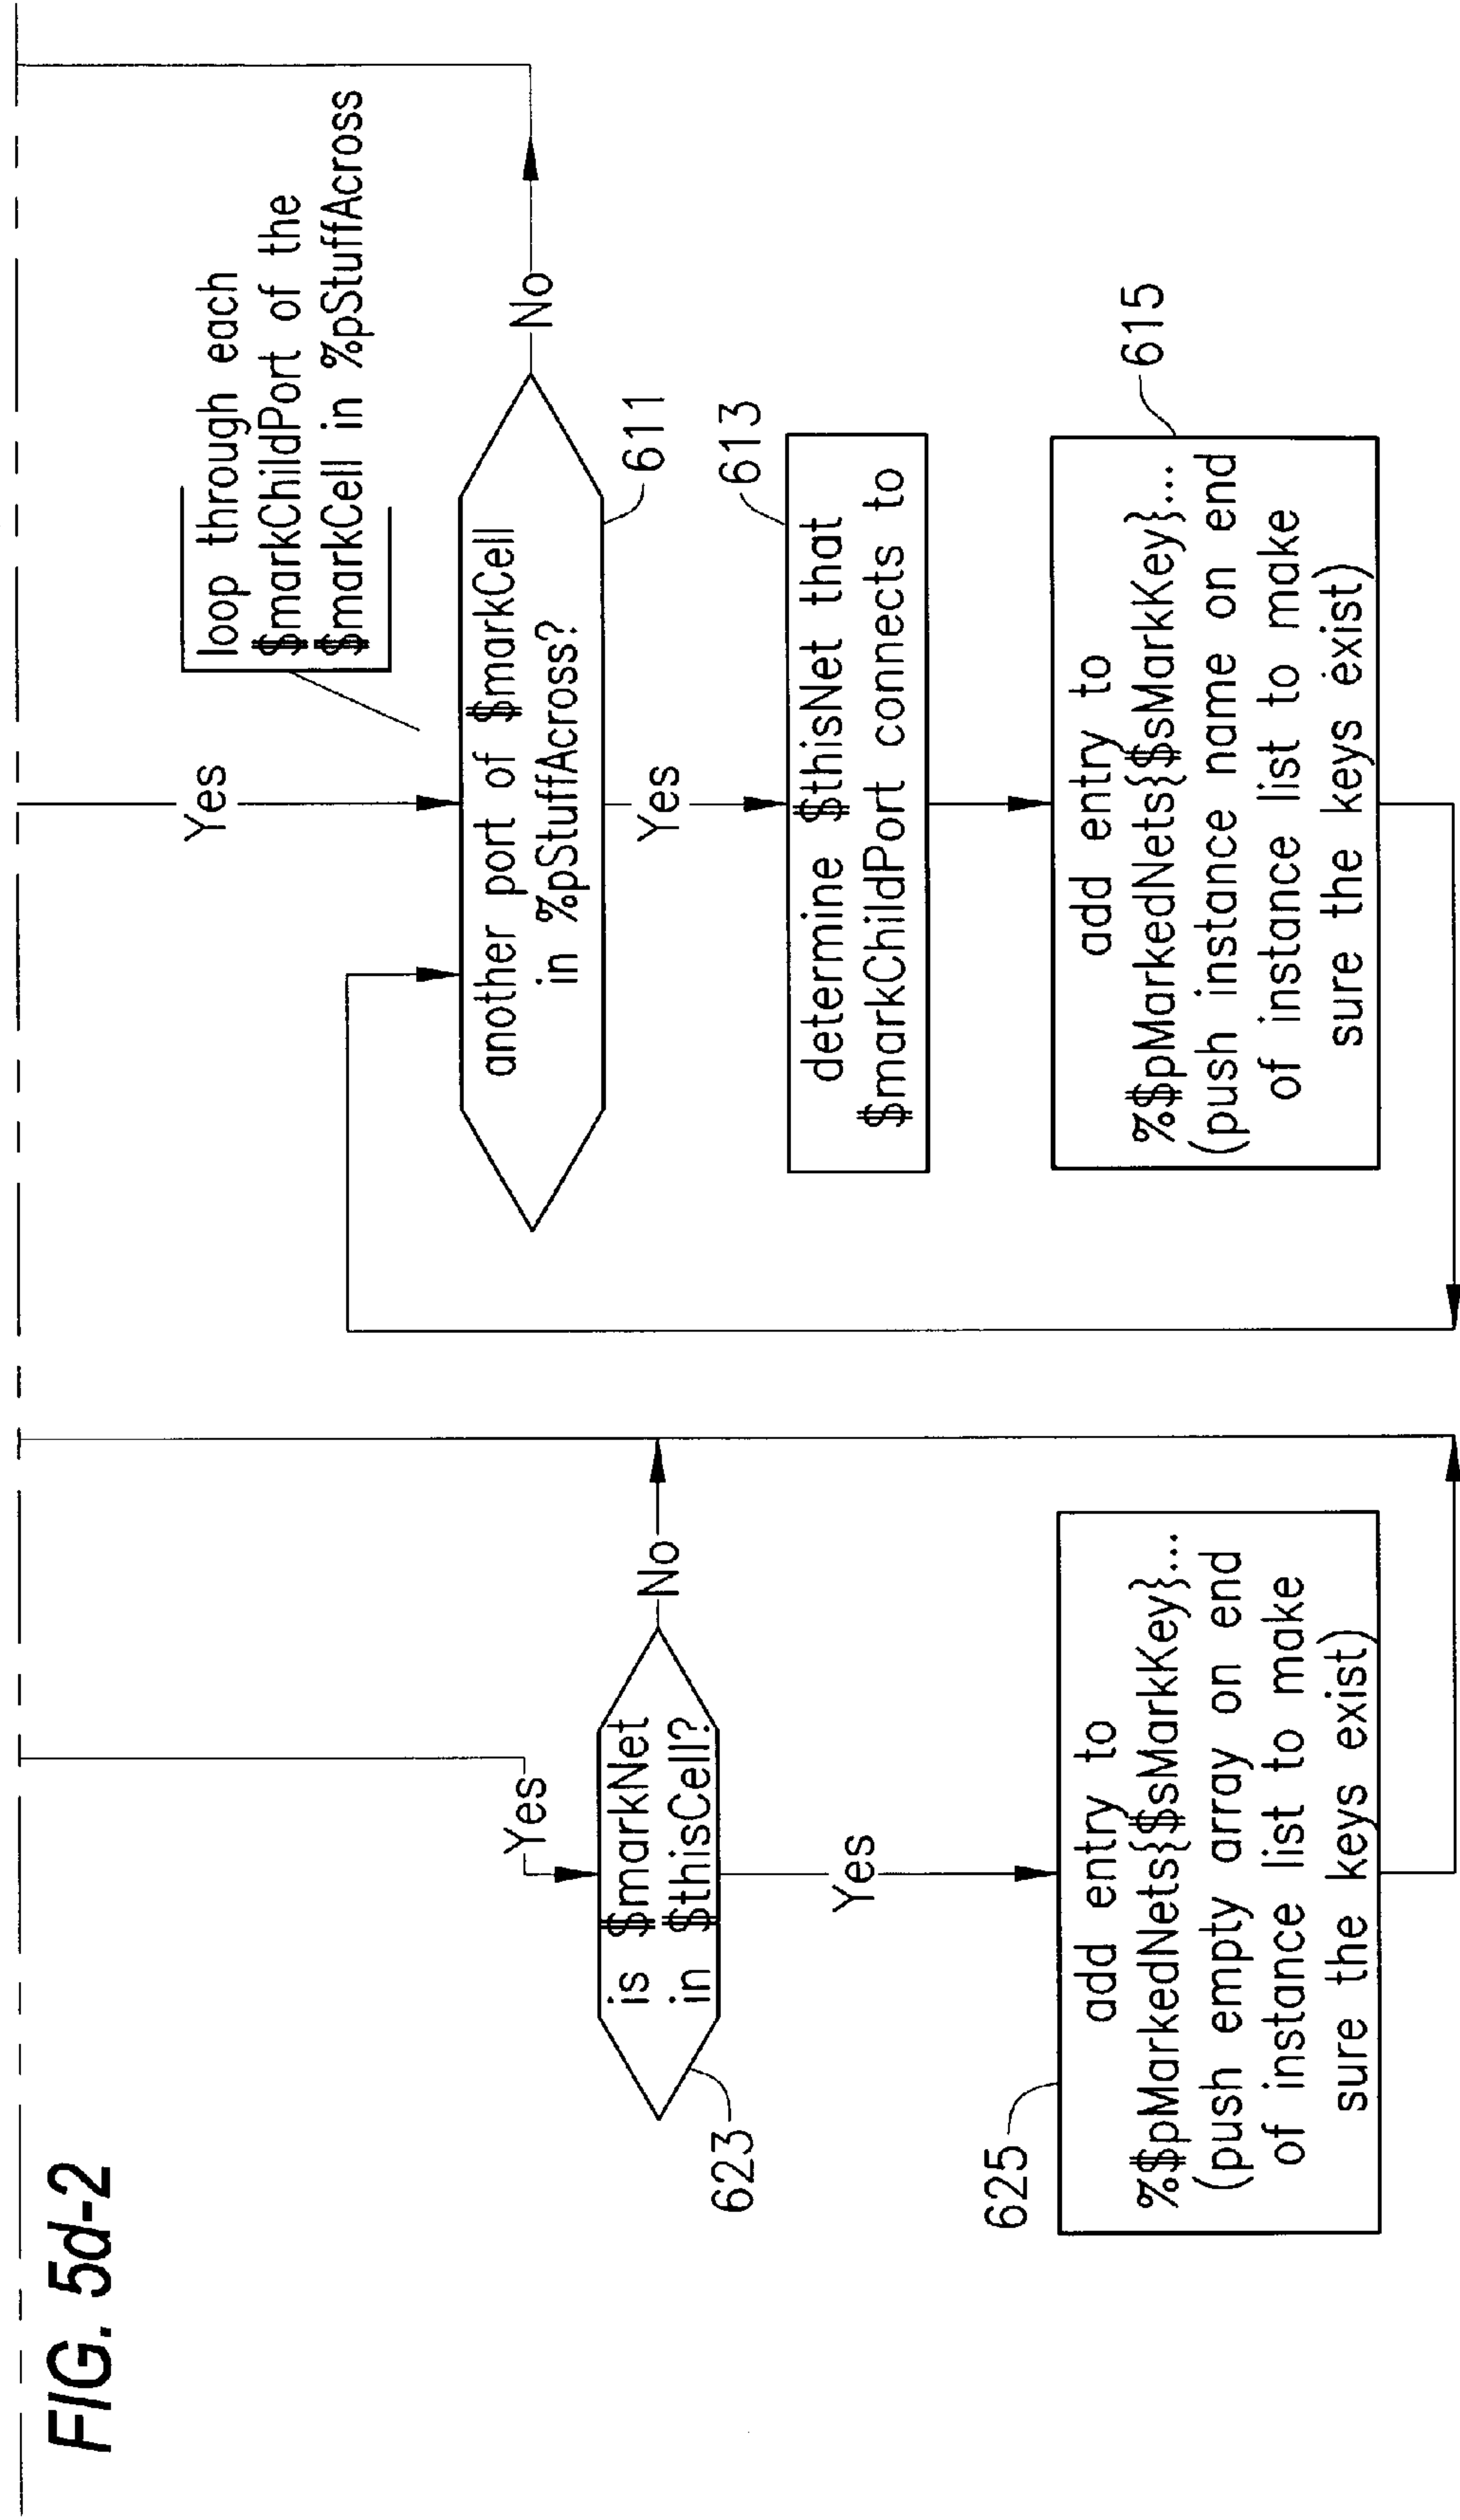 FIG. 5d-2
Yes
is $markNet
in $thisCell?
No
623
Yes
625
add entry to
%$pMarkedNets{$sMarkKey}...
(push empty array on end
of instance list to make
sure the keys exist)
Yes
loop through each
$markChildPort of the
$markCell in %pStuffAcross
another port of $markCell
in %pStuffAcross?
No
611
Yes
613
determine $thisNet that
$markChildPort connects to
615
add entry to
%$pMarkedNets{$sMarkKey}...
(push instance name on end
of instance list to make
sure the keys exist)